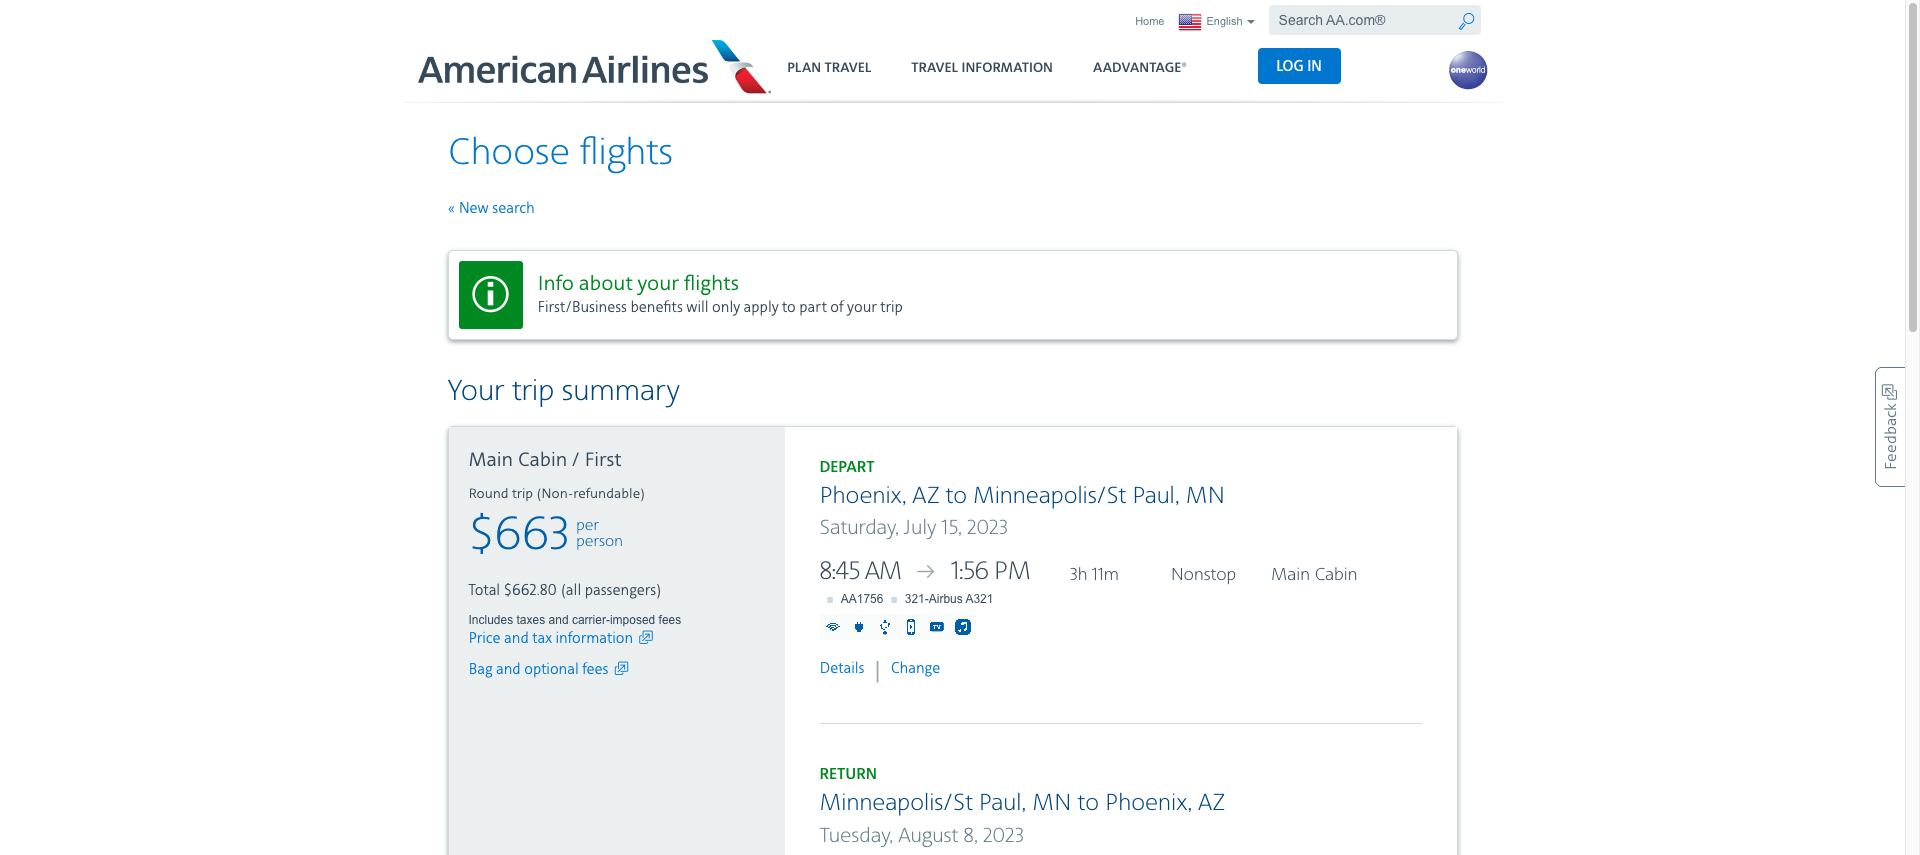 Home English Search AA.com®
American Airlines PLAN TRAVEL TRAVEL INFORMATION AADVANTAGE® LOG IN oneworld
Choose flights
« New search
Info about your flights
First/Business benefits will only apply to part of your trip
Your trip summary
Main Cabin / First
Round trip (Non-refundable)
$663 per person
Total $662.80 (all passengers)
Includes taxes and carrier-imposed fees
Price and tax information
Bag and optional fees
DEPART
Phoenix, AZ to Minneapolis/St Paul, MN
Saturday, July 15, 2023
8:45 AM → 1:56 PM 3h 11m Nonstop Main Cabin
AA1756 321-Airbus A321
TV
Details | Change
RETURN
Minneapolis/St Paul, MN to Phoenix, AZ
Tuesday, August 8, 2023
Feedback